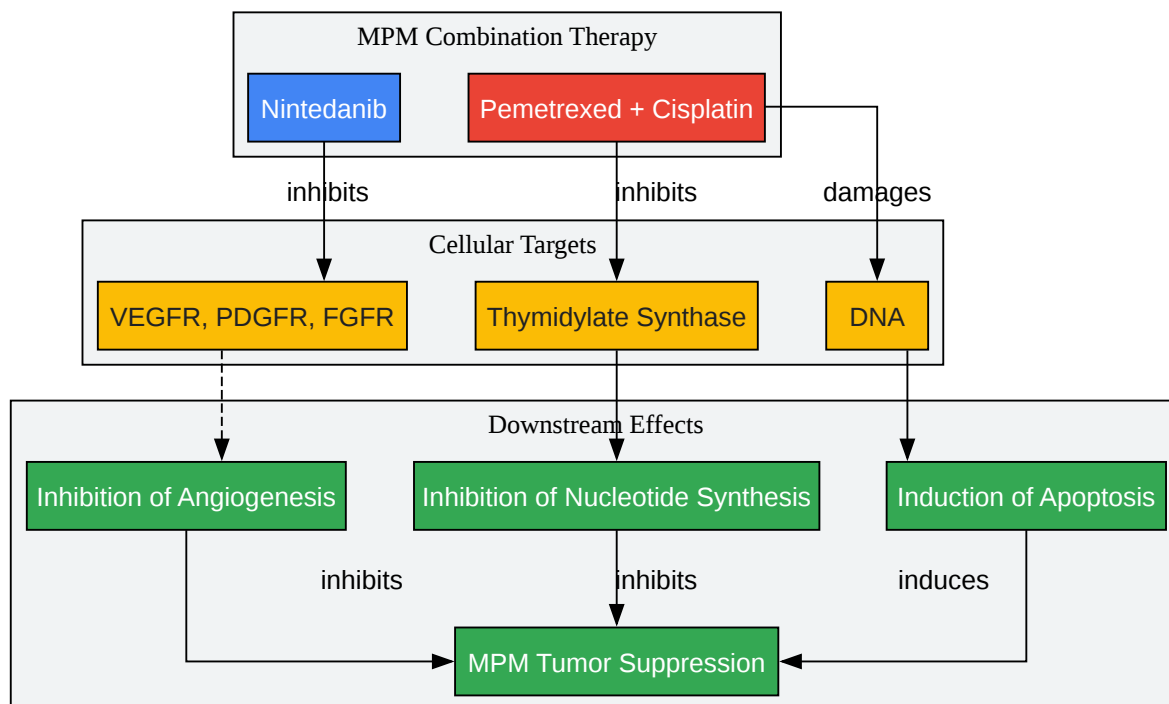 MPM Combination Therapy
Nintedanib
Pemetrexed + Cisplatin
inhibits
inhibits
damages
Cellular Targets
VEGFR, PDGFR, FGFR
Thymidylate Synthase
DNA
Downstream Effects
Inhibition of Angiogenesis
Inhibition of Nucleotide Synthesis
Induction of Apoptosis
inhibits
inhibits
induces
MPM Tumor Suppression